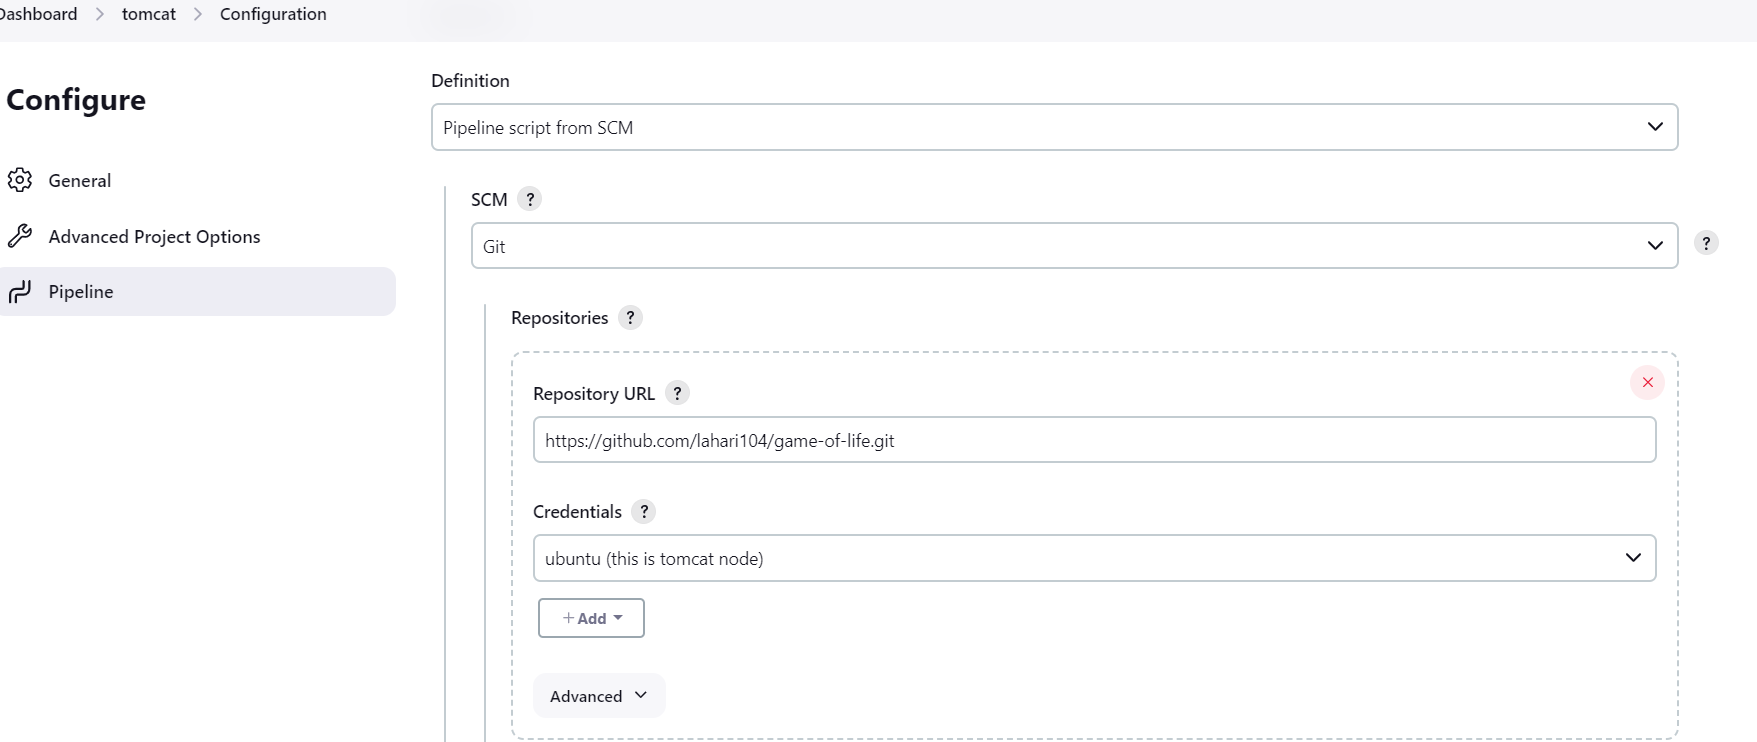 Dashboard > tomcat > Configuration
Configure
General
Advanced Project Options
Pipeline
Definition
Pipeline script from SCM
SCM ?
Git
?
Repositories ?
Repository URL ?
https://github.com/lahari104/game-of-life.git
Credentials ?
ubuntu (this is tomcat node)
+ Add
Advanced